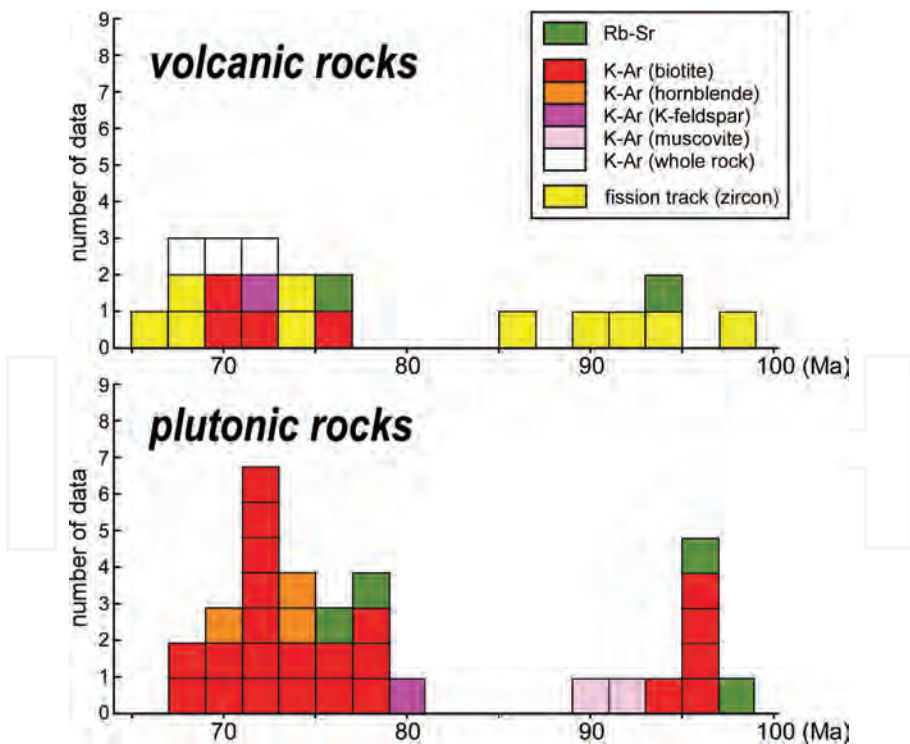 volcanic rocks
number of data
9
8
7
6
5
4
3
2
1
0
70
80
90
100 (Ma)
Rb-Sr
K-Ar (biotite)
K-Ar (hornblende)
K-Ar (K-feldspar)
K-Ar (muscovite)
K-Ar (whole rock)
fission track (zircon)
plutonic rocks
number of data
9
8
7
6
5
4
3
2
1
0
70
80
90
100 (Ma)